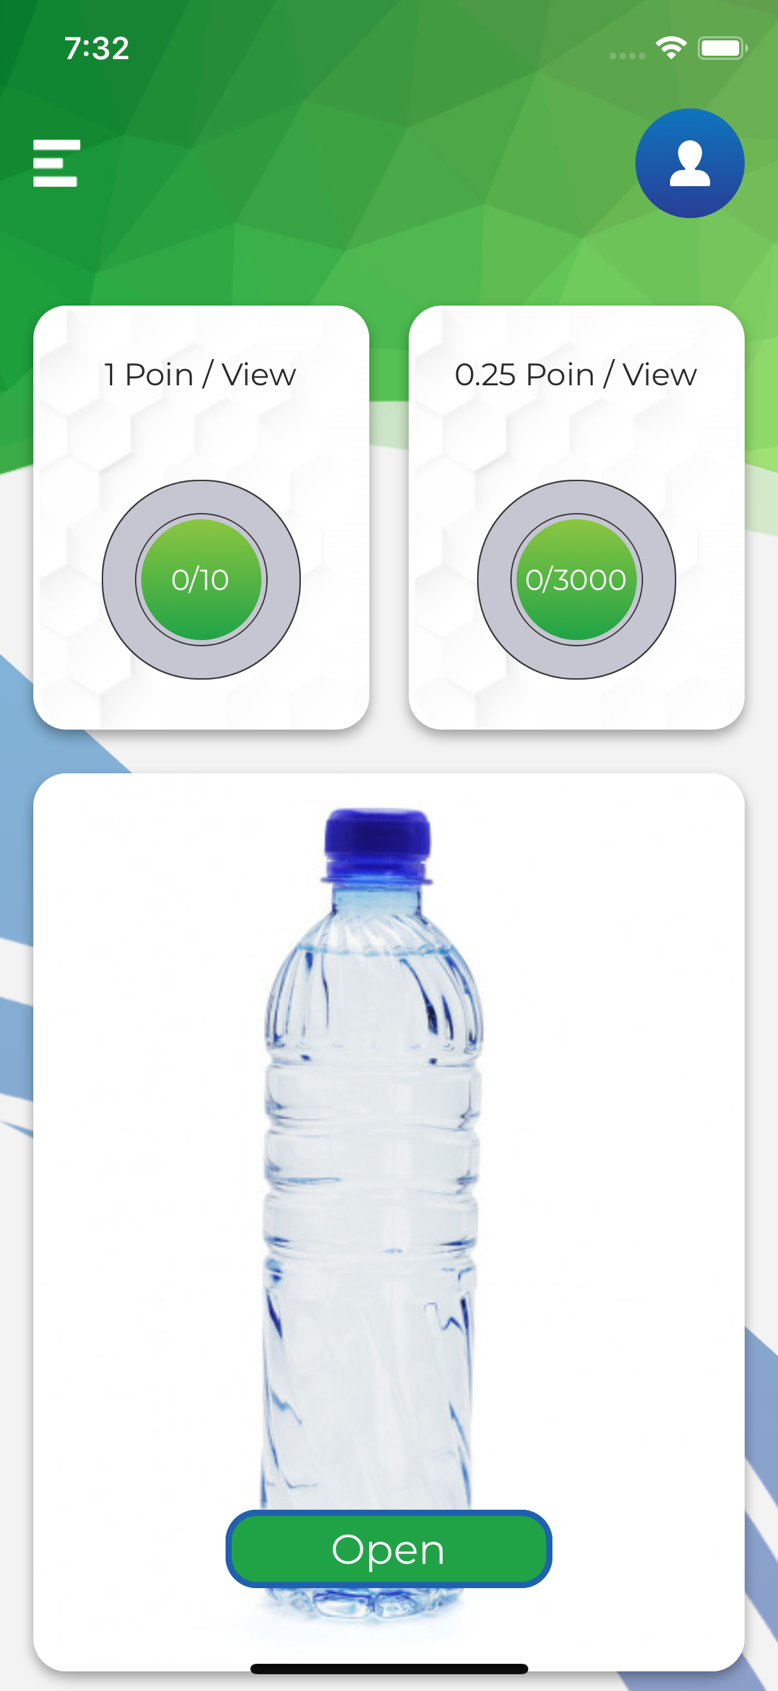 7:32
1 Poin / View
0.25 Poin / View
0/10
0/3000
Open